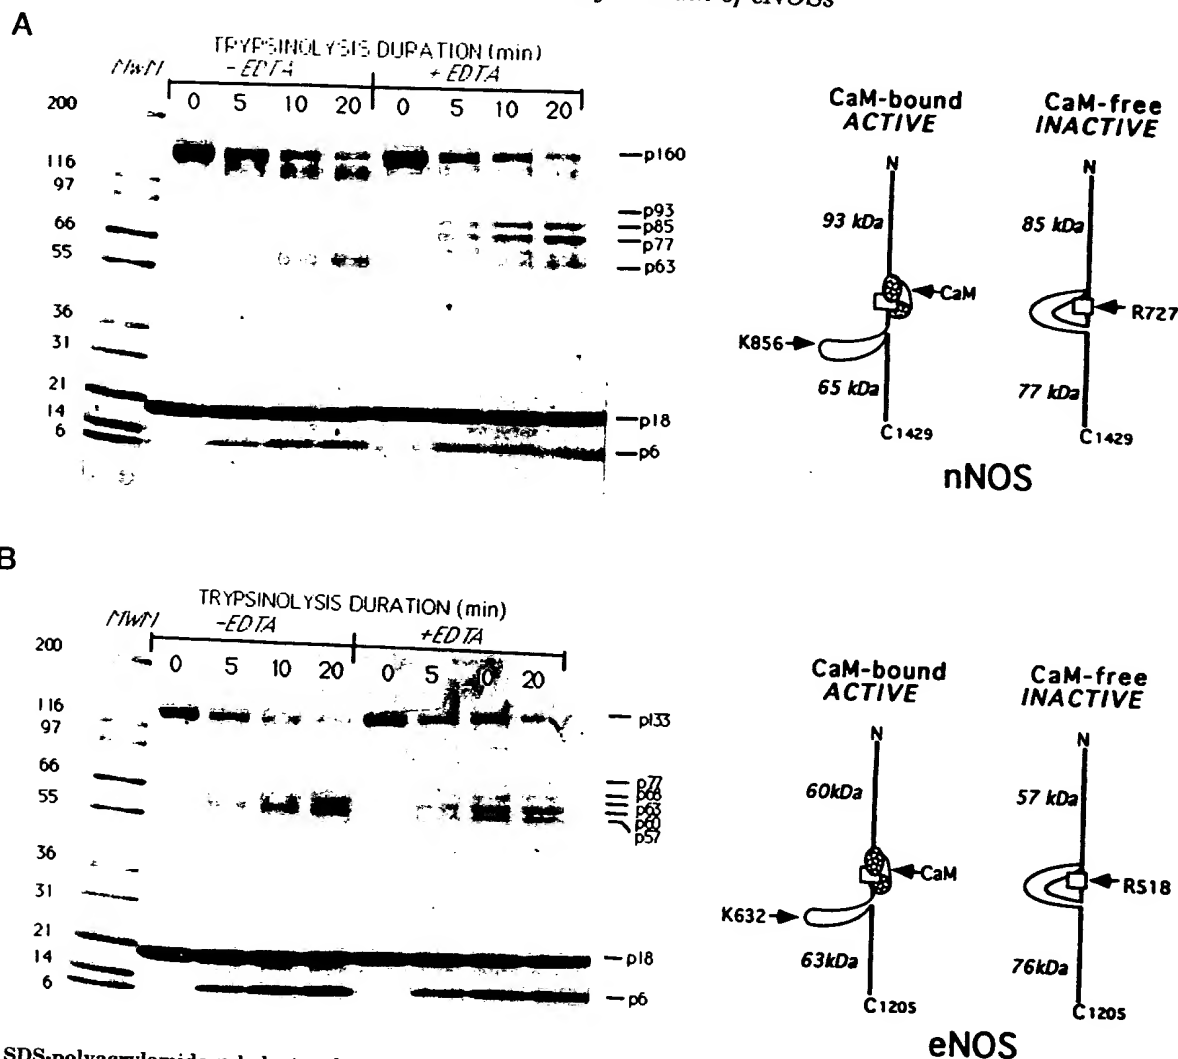 of eNOSs
A
TRYPSINOLYSIS DURATION (min)
MwM
-EDTA
+EDTA
0 5 10 20 0 5 10 20
200
116
97
66
55
36
31
21
14
6
p160
p93
p85
p77
p63
p18
p6
CaM-bound
ACTIVE
CaM-free
INACTIVE
N
N
93 kDa
85 kDa
CaM
R727
K856
65 kDa
77 kDa
C1429
C1429
nNOS
B
TRYPSINOLYSIS DURATION (min)
MwM
-EDTA
+EDTA
0 5 10 20 0 5 10 20
200
116
97
66
55
36
31
21
14
6
p133
p77
p68
p63
p60
p57
p18
p6
CaM-bound
ACTIVE
CaM-free
INACTIVE
N
N
60kDa
57 kDa
CaM
R518
K632
63kDa
76kDa
C1205
C1205
eNOS